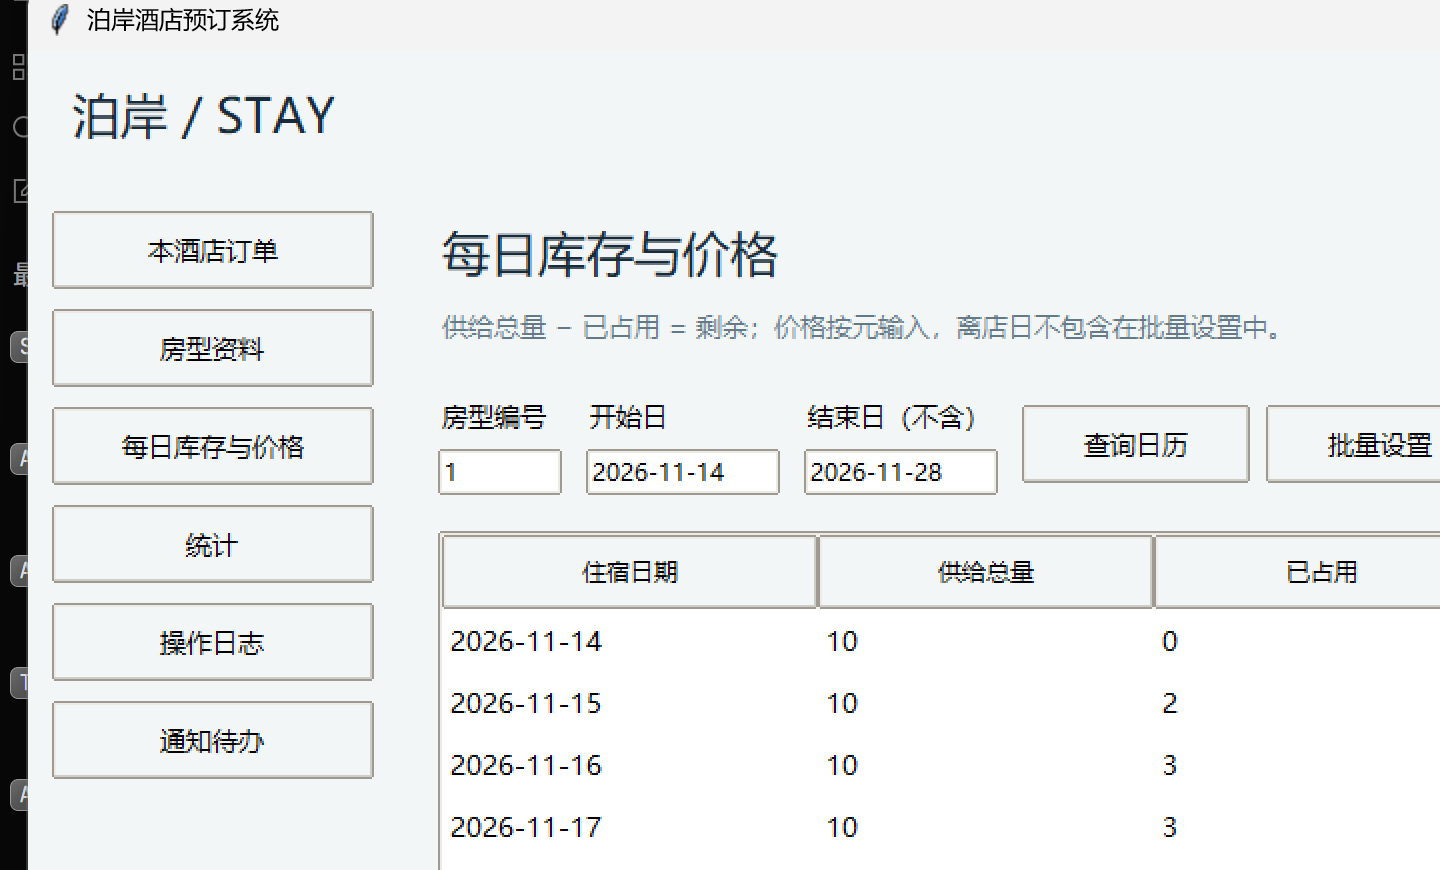 泊岸酒店预订系统
泊岸 / STAY
本酒店订单
房型资料
每日库存与价格
统计
操作日志
通知待办
每日库存与价格
供给总量 − 已占用 = 剩余；价格按元输入，离店日不包含在批量设置中。
房型编号 开始日 结束日（不含） 查询日历 批量设置
1 2026-11-14 2026-11-28
住宿日期 供给总量 已占用
2026-11-14 10 0
2026-11-15 10 2
2026-11-16 10 3
2026-11-17 10 3